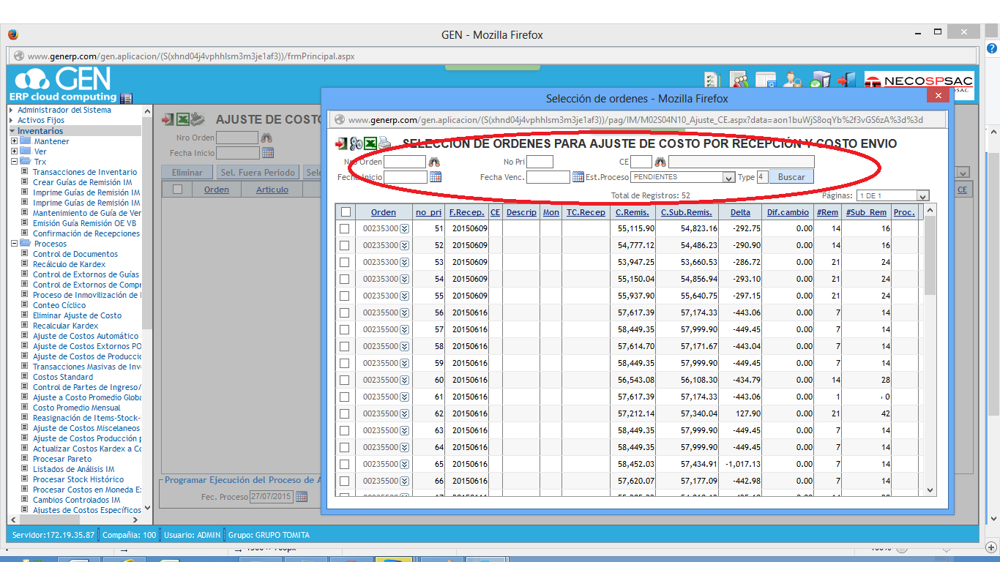 GEN - Mozilla Firefox
www.generp.com/gen.aplicacion/(S(xhnd04j4vphhlsm3m3je1af3))/frmPrincipal.aspx
GEN
ERP cloud computing
NECOSPSAC
Selección de ordenes - Mozilla Firefox
www.generp.com/gen.aplicacion/(S(xhnd04j4vphhlsm3m3je1af3))/pag/IM/M02S04N10_Ajuste_CE.aspx?data=aon1buWjS8oqYb%2f3vGS6zA%3d%3d
Administrador del Sistema
Activos Fijos
Inventarios
Mantener
Ver
Trx
Transacciones de Inventario
Crear Guías de Remisión IM
Imprime Guías de Remisión IM
Imprime Guías de Remisión IM
Mantenimiento de Guía de Ver
Emisión Guía Remisión OE VB
Confirmación de Recepciones
Procesos
Control de Documentos
Recálculo de Kardex
Control de Extornos de Guías
Control de Extornos de Compr
Proceso de Inmovilización de
Conteo Cíclico
Eliminar Ajuste de Costo
Recalcular Kardex
Ajuste de Costos Automático
Ajuste de Costos Externos PO
Ajuste de Costos de Producció
Transacciones Masivas de Inv
Costos Standard
Control de Partes de Ingreso/
Ajuste a Costo Promedio Globa
Costo Promedio Mensual
Reasignación de Items-Stock-
Ajuste de Costos Miscelaneos
Ajuste de Costos Producción p
Actualizar Costos Kardex a Co
Procesar Pareto
Listados de Análisis IM
Procesar Stock Histórico
Procesar Costos en Moneda E
Cambios Controlados IM
Ajustes de Costos Específicos
AJUSTE DE COSTO
Nro Orden
Fecha Inicio
Eliminar Sel. Fuera Periodo Sele
Orden Articulo CE
Programar Ejecución del Proceso de A
Fec. Proceso 27/07/2015
SELECCION DE ORDENES PARA AJUSTE DE COSTO POR RECEPCIÓN Y COSTO ENVIO
Nro Orden No Pri CE
Fecha Inicio Fecha Venc. Est.Proceso PENDIENTES Type 4 Buscar
Total de Registros: 52 Páginas: 1 DE 1
Orden no_pri F.Recep. CE Descrip Mon TC.Recep C.Remis. C.Sub.Remis. Delta Dif.cambio #Rem #Sub_Rem Proc.
00235300 51 20150609 55,115.90 54,823.16 -292.75 0.00 14 16
00235300 52 20150609 54,777.12 54,486.23 -290.90 0.00 14 16
00235300 53 20150609 53,947.25 53,660.53 -286.72 0.00 21 24
00235300 54 20150609 55,150.04 54,856.94 -293.10 0.00 21 24
00235300 55 20150609 55,937.90 55,640.75 -297.15 0.00 21 24
00235500 56 20150616 57,617.39 57,174.33 -443.06 0.00 7 14
00235500 57 20150616 58,449.35 57,999.90 -449.45 0.00 7 14
00235500 58 20150616 57,614.70 57,171.67 -443.04 0.00 7 14
00235500 59 20150616 58,449.35 57,999.90 -449.45 0.00 7 14
00235500 60 20150616 56,543.08 56,108.30 -434.79 0.00 14 28
00235500 61 20150616 57,617.39 57,174.33 -443.06 0.00 1 0
00235500 62 20150616 57,212.14 57,340.04 127.90 0.00 21 42
00235500 63 20150616 58,449.35 57,999.90 -449.45 0.00 7 14
00235500 64 20150616 58,449.35 57,999.90 -449.45 0.00 7 14
00235500 65 20150616 58,452.03 57,434.91 -1,017.13 0.00 7 14
00235500 66 20150616 57,620.07 57,177.09 -442.98 0.00 7 14
Servidor:172.19.35.87 Compañia: 100 Usuario: ADMIN Grupo: GRUPO TOMITA